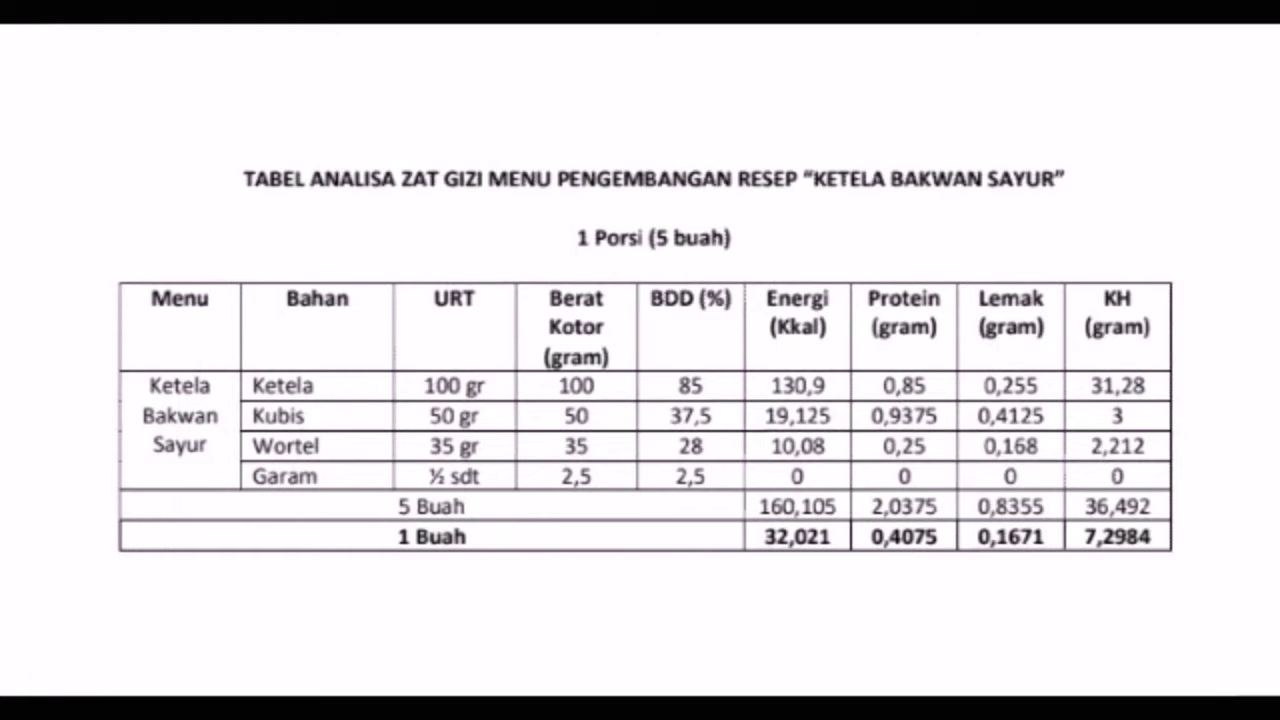 TABEL ANALISA ZAT GIZI MENU PENGEMBANGAN RESEP “KETELA BAKWAN SAYUR”
1 Porsi (5 buah)
Menu Bahan URT Berat Kotor (gram) BDD (%) Energi (Kkal) Protein (gram) Lemak (gram) KH (gram)
Ketela Bakwan Sayur Ketela 100 gr 100 85 130,9 0,85 0,255 31,28
Kubis 50 gr 50 37,5 19,125 0,9375 0,4125 3
Wortel 35 gr 35 28 10,08 0,25 0,168 2,212
Garam ½ sdt 2,5 2,5 0 0 0 0
5 Buah 160,105 2,0375 0,8355 36,492
1 Buah 32,021 0,4075 0,1671 7,2984